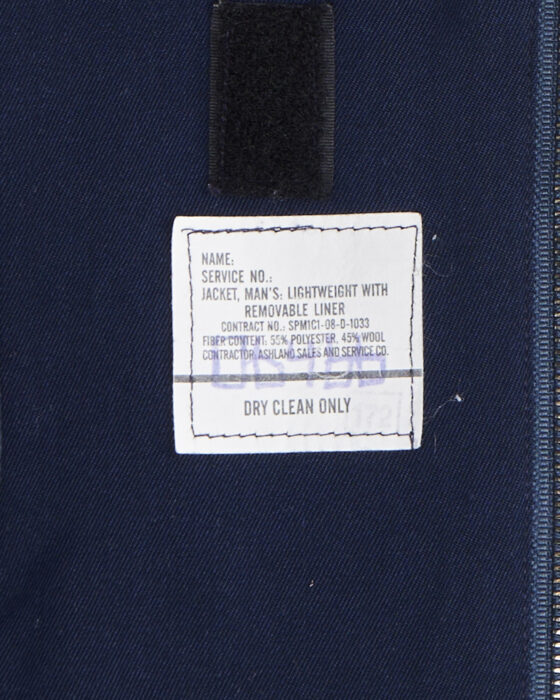 NAME:
SERVICE NO.:
JACKET, MAN'S: LIGHTWEIGHT WITH
REMOVABLE LINER
CONTRACT NO.: SPM1C1-08-D-1033
FIBER CONTENT: 55% POLYESTER, 45% WOOL
CONTRACTOR: ASHLAND SALES AND SERVICE CO.
DRY CLEAN ONLY
172